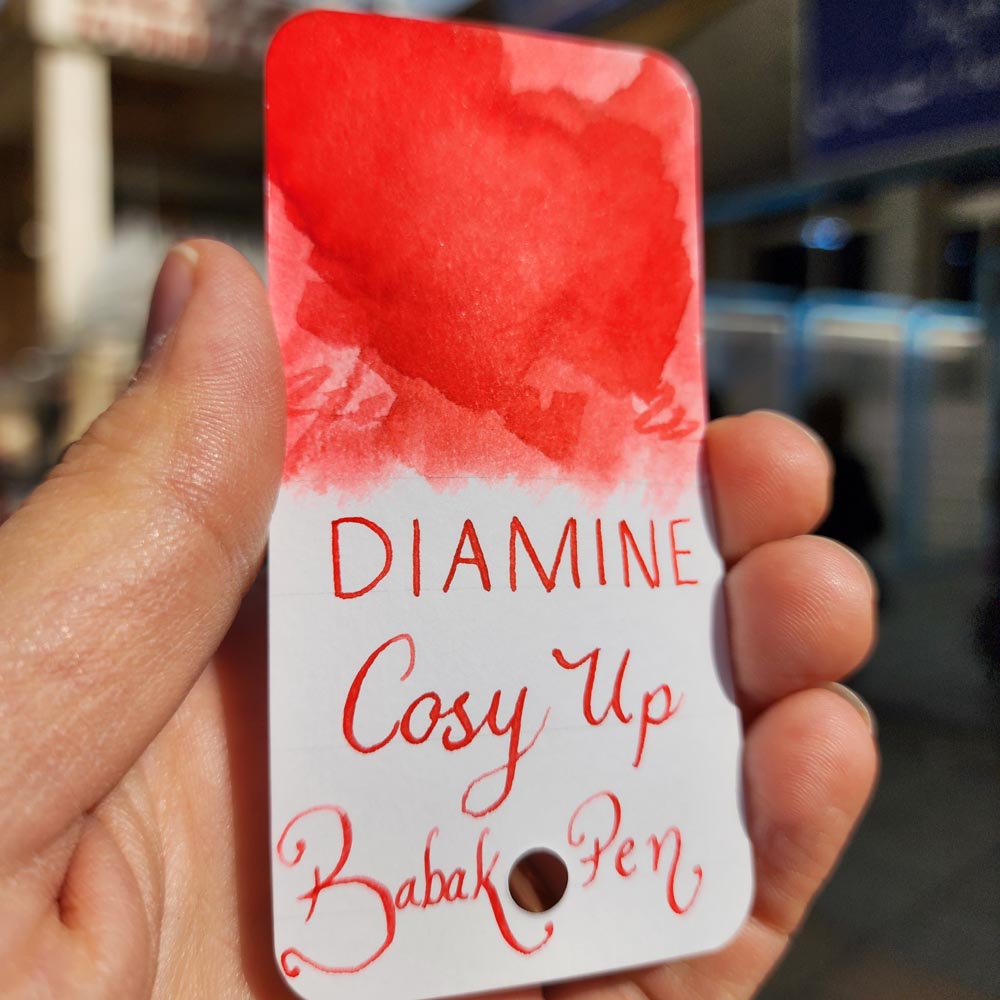 DIAMINE
Cosy Up
Babak Pen